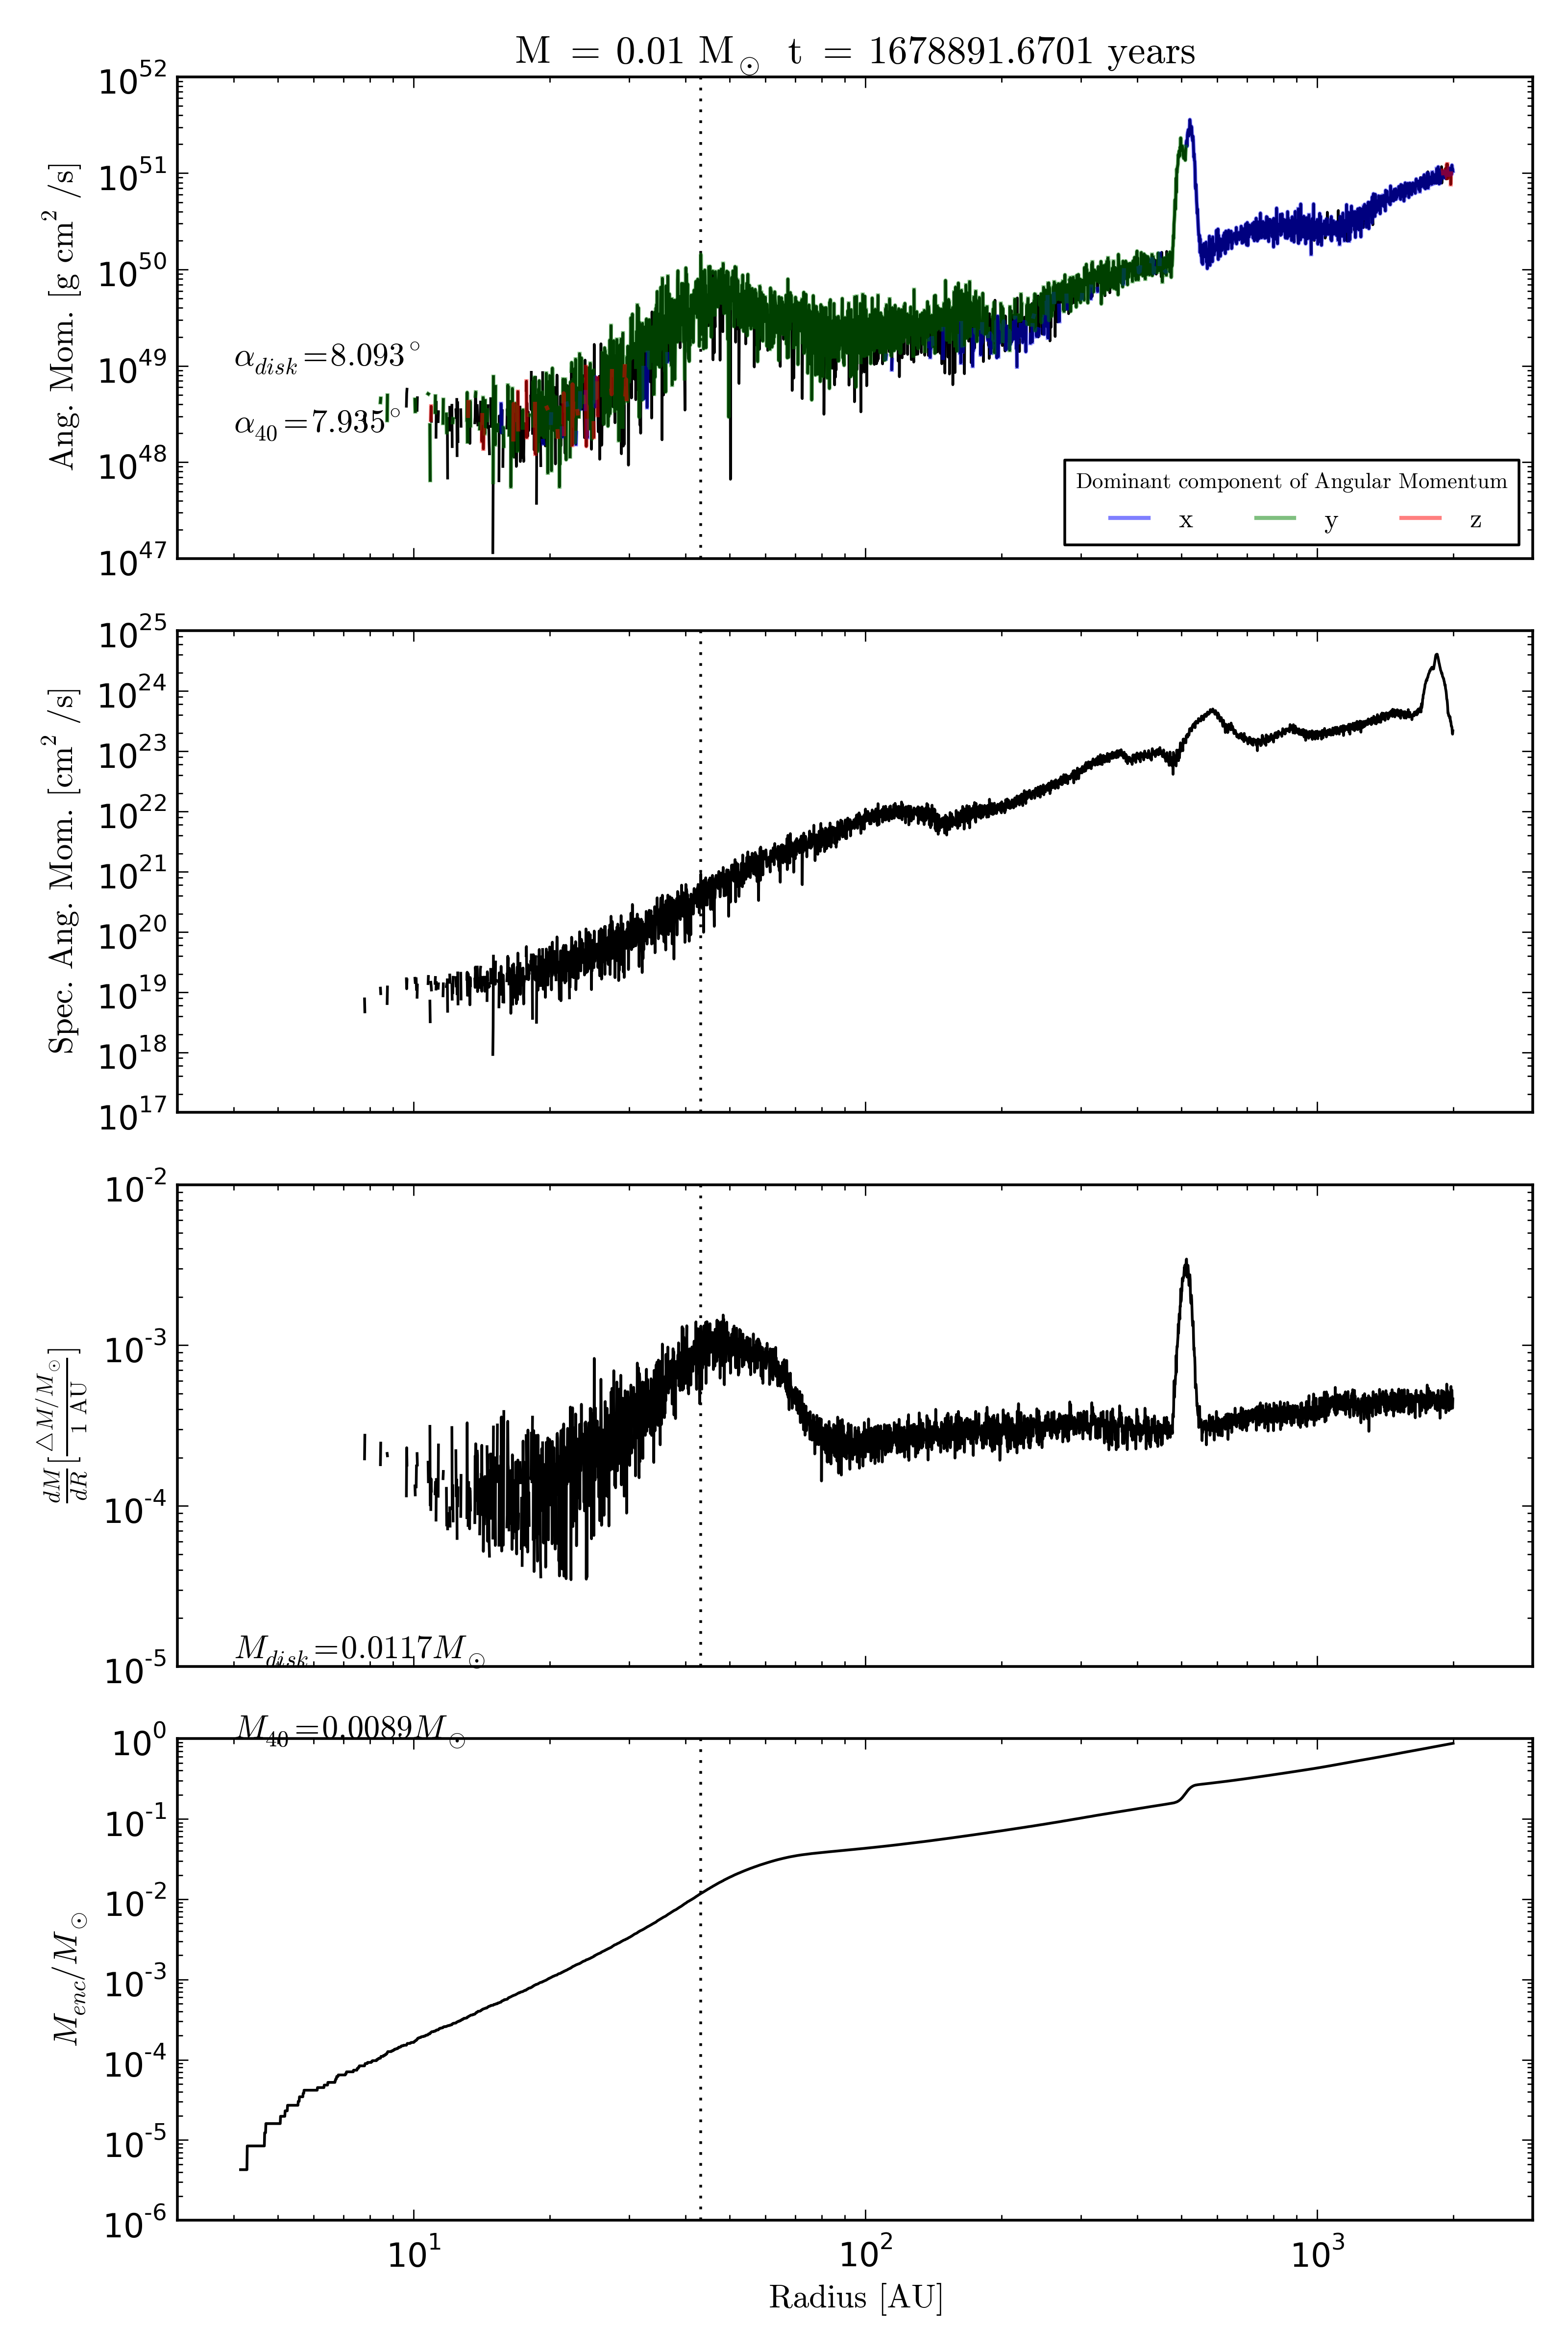 M = 0.01 M⊙ t = 1678891.6701 years
10^52
10^51
10^50
10^49
10^48
10^47
Ang. Mom. [g cm^2 /s]
α_disk=8.093°
α_40=7.935°
Dominant component of Angular Momentum
x y z
10^25
10^24
10^23
10^22
10^21
10^20
10^19
10^18
10^17
Spec. Ang. Mom. [cm^2 /s]
10^-2
10^-3
10^-4
10^-5
dM/dR [△M/M⊙ / 1 AU]
M_disk=0.0117M⊙
M_40=0.0089M⊙
10^0
10^-1
10^-2
10^-3
10^-4
10^-5
10^-6
M_enc/M⊙
10^1 10^2 10^3
Radius [AU]